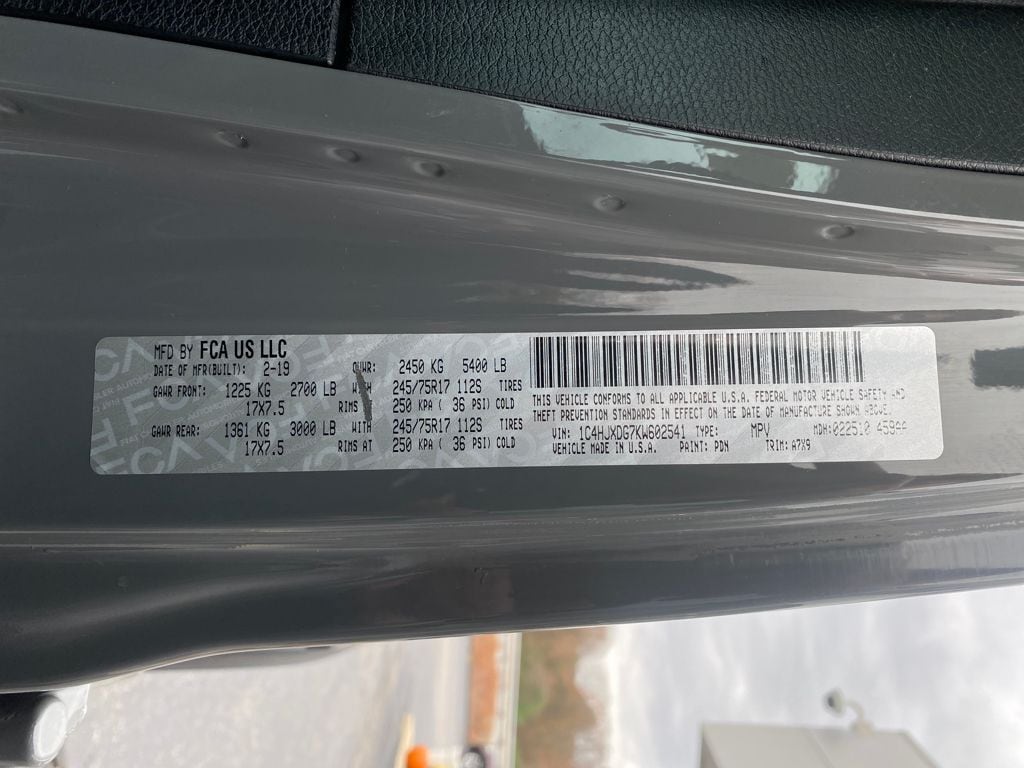 MFD BY FCA US LLC
DATE OF MFR(BUILT): 2-19 GVWR: 2450 KG 5400 LB
GAWR FRONT: 1225 KG 2700 LB WITH 245/75R17 112S TIRES
17X7.5 RIMS AT 250 KPA ( 36 PSI) COLD
GAWR REAR: 1361 KG 3000 LB WITH 245/75R17 112S TIRES
17X7.5 RIMS AT 250 KPA ( 36 PSI) COLD
THIS VEHICLE CONFORMS TO ALL APPLICABLE U.S.A. FEDERAL MOTOR VEHICLE SAFETY AND
THEFT PREVENTION STANDARDS IN EFFECT ON THE DATE OF MANUFACTURE SHOWN ABOVE.
VIN: 1C4HJXDG7KW602541 TYPE: MPV MDH:022510
VEHICLE MADE IN U.S.A. PAINT: PDN TRIM: A7X9